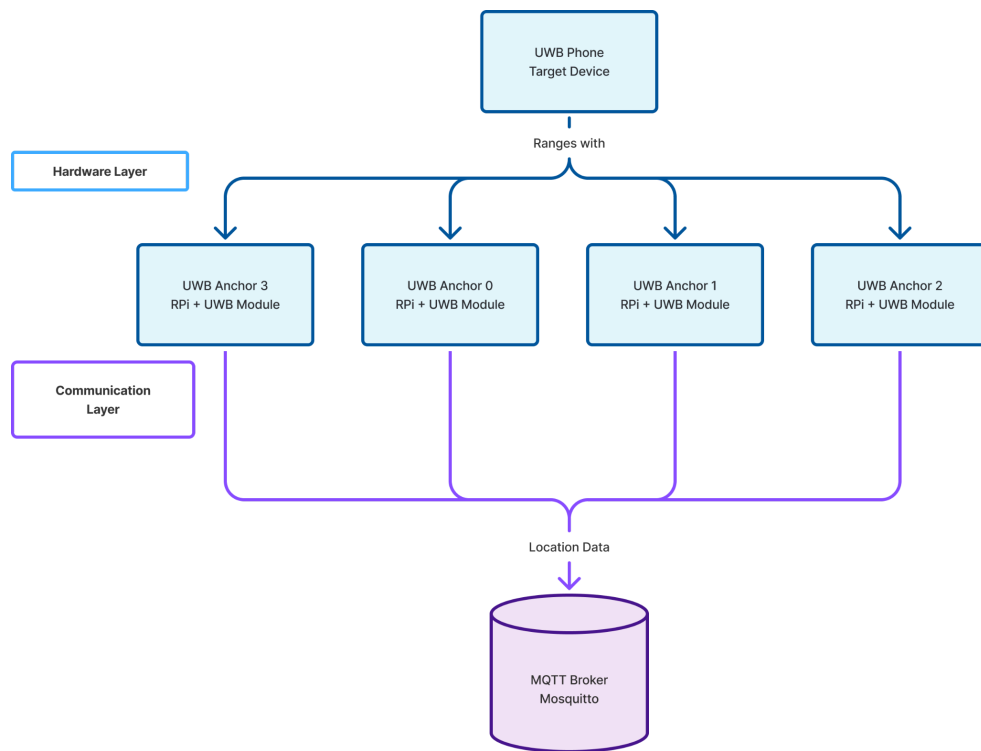 UWB Phone
Target Device
Ranges with
Hardware Layer
UWB Anchor 3
RPi + UWB Module
UWB Anchor 0
RPi + UWB Module
UWB Anchor 1
RPi + UWB Module
UWB Anchor 2
RPi + UWB Module
Communication
Layer
Location Data
MQTT Broker
Mosquitto